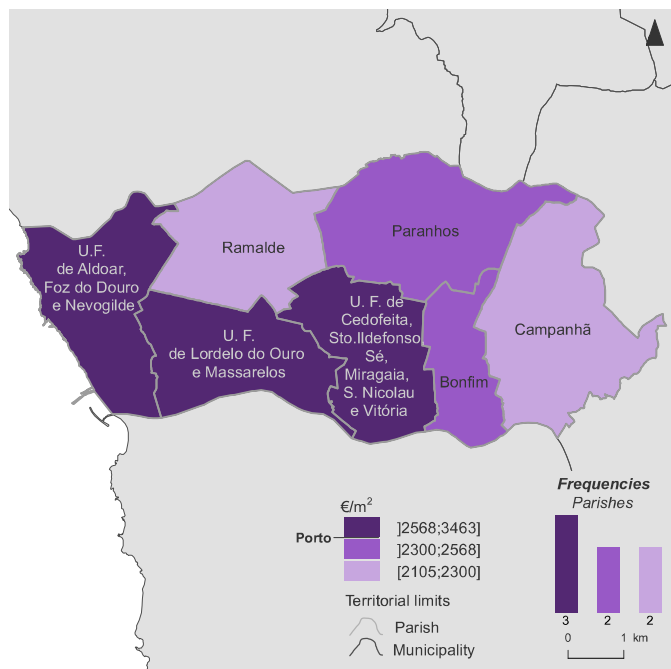 U.F.
de Aldoar,
Foz do Douro
e Nevogilde
Ramalde
Paranhos
U. F.
de Lordelo do Ouro
e Massarelos
U. F. de
Cedofeita,
Sto.Ildefonso,
Sé,
Miragaia,
S. Nicolau
e Vitória
Bonfim
Campanhã
€/m²
Porto
]2568;3463]
]2300;2568]
[2105;2300]
Territorial limits
Parish
Municipality
Frequencies
Parishes
3 2 2
0 1 km